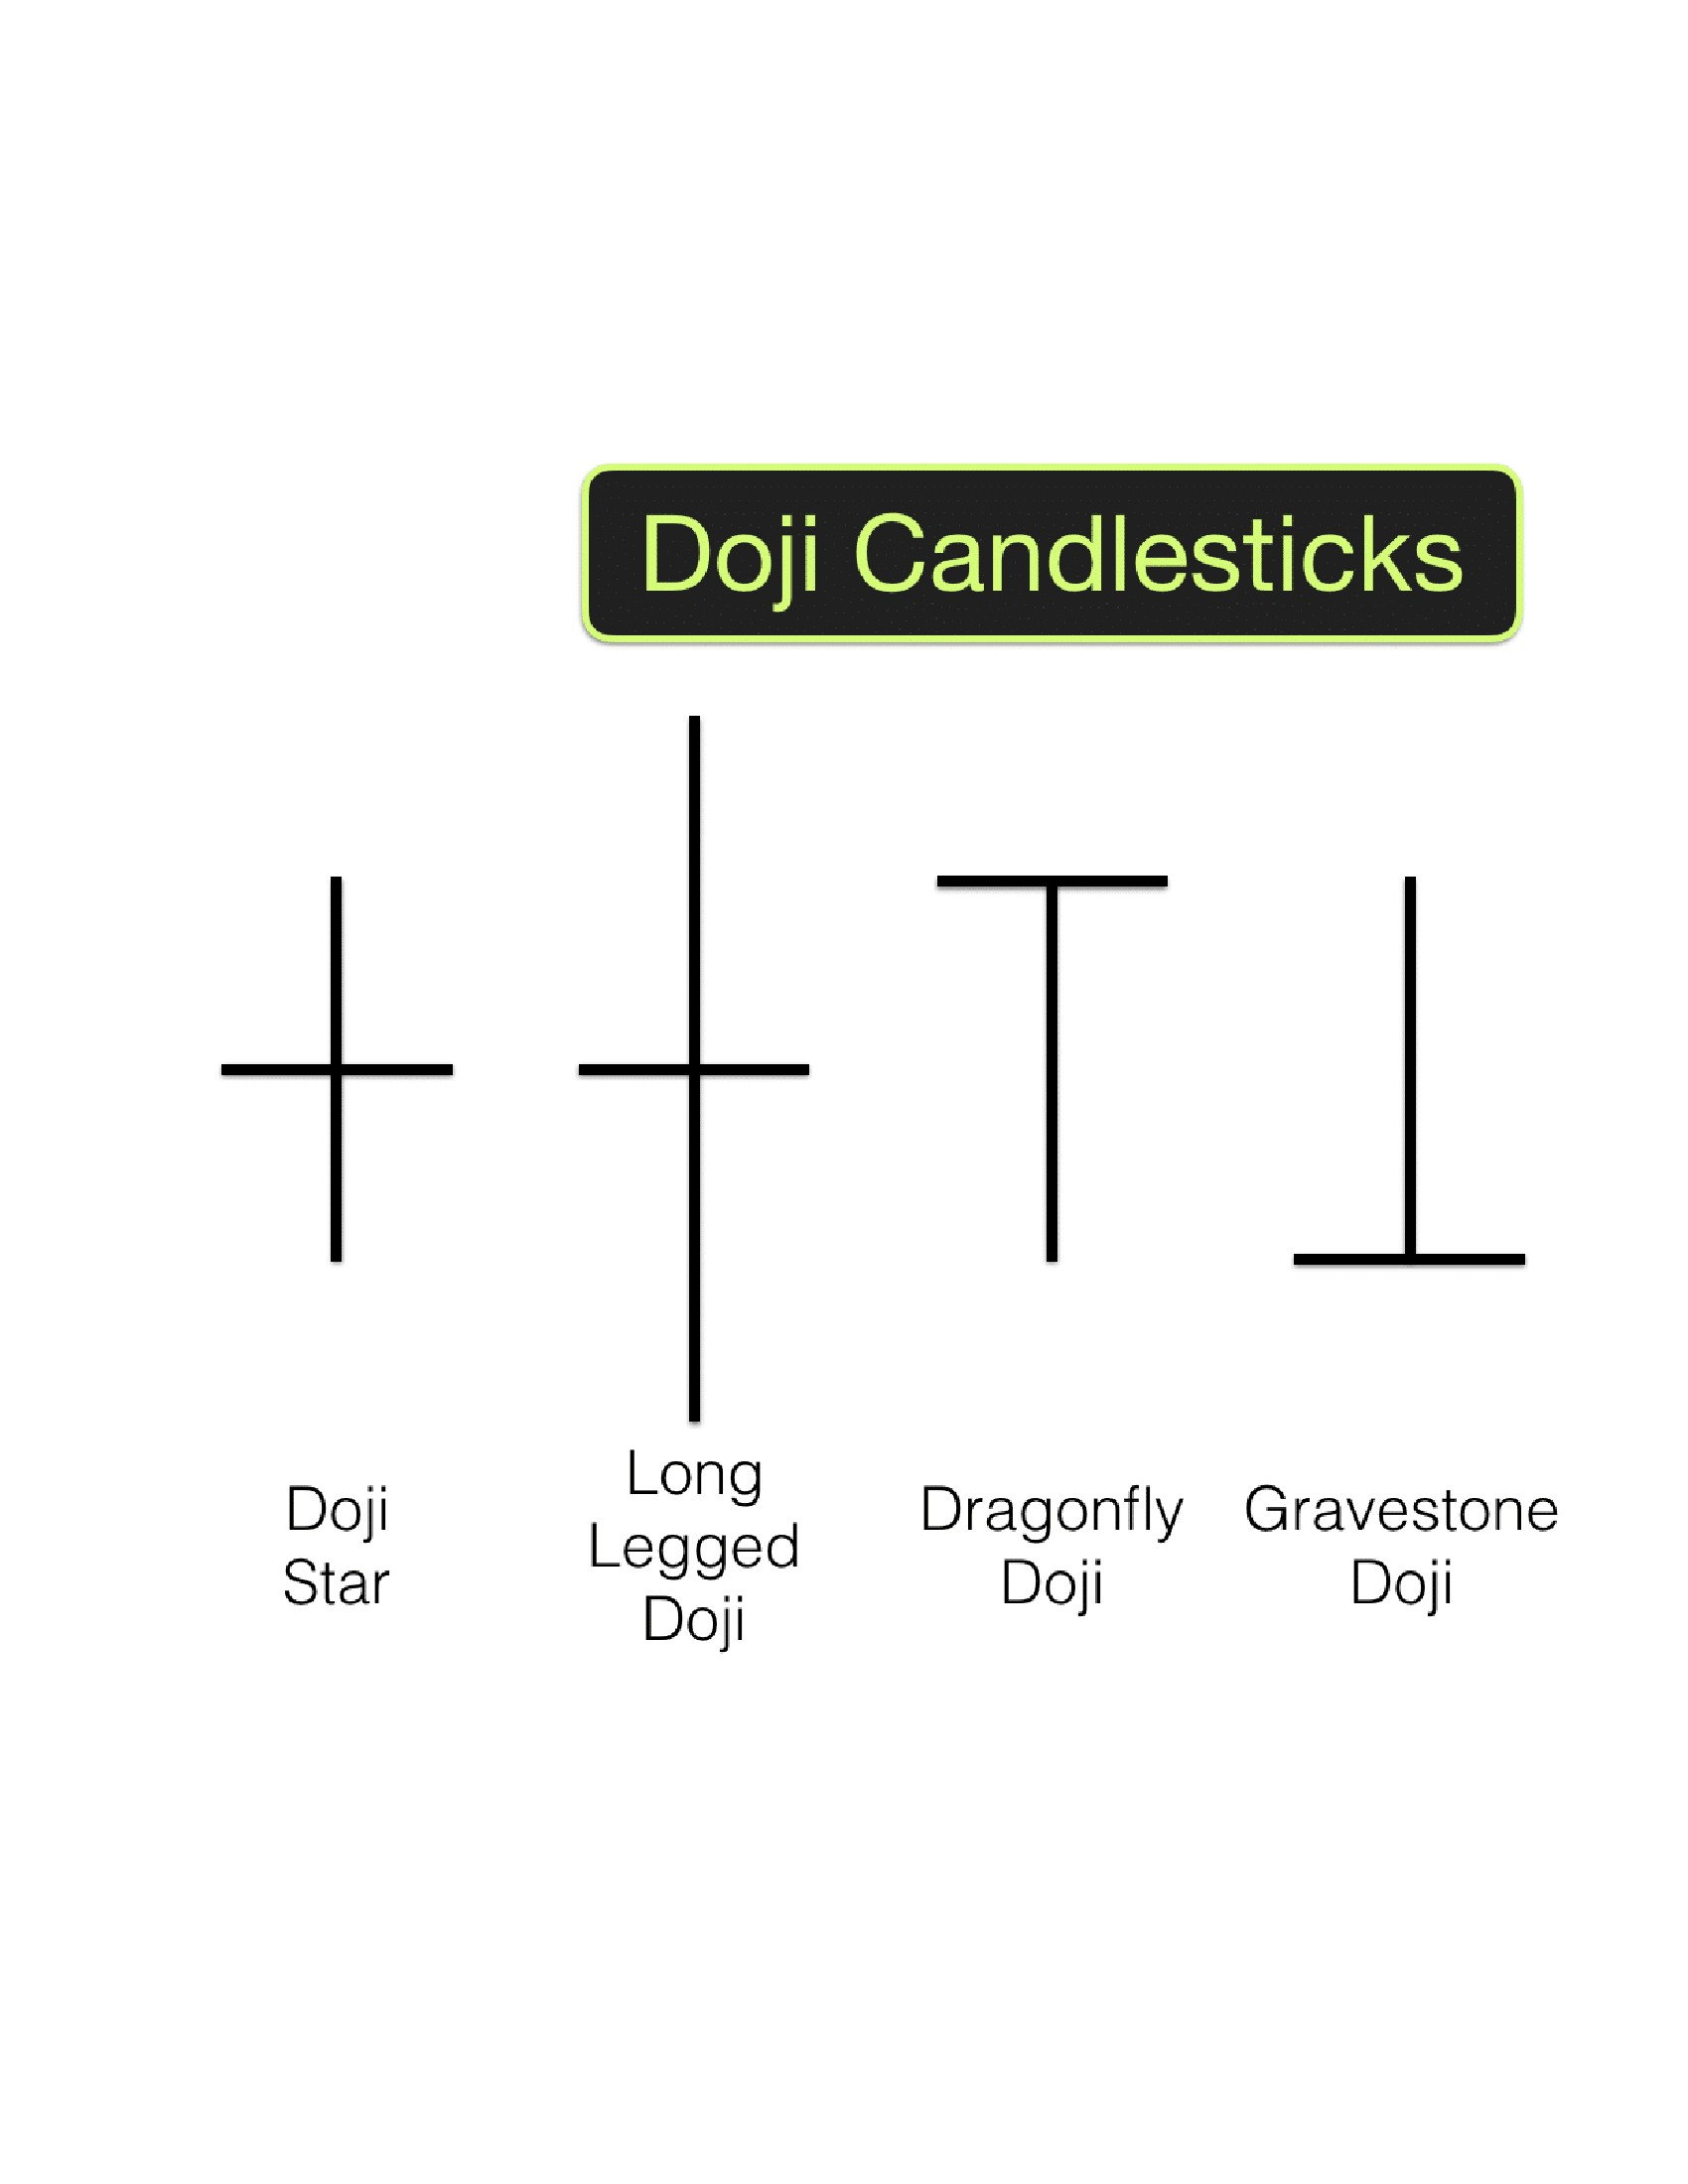 Doji Candlesticks
Doji
Star
Long
Legged
Doji
Dragonfly
Doji
Gravestone
Doji